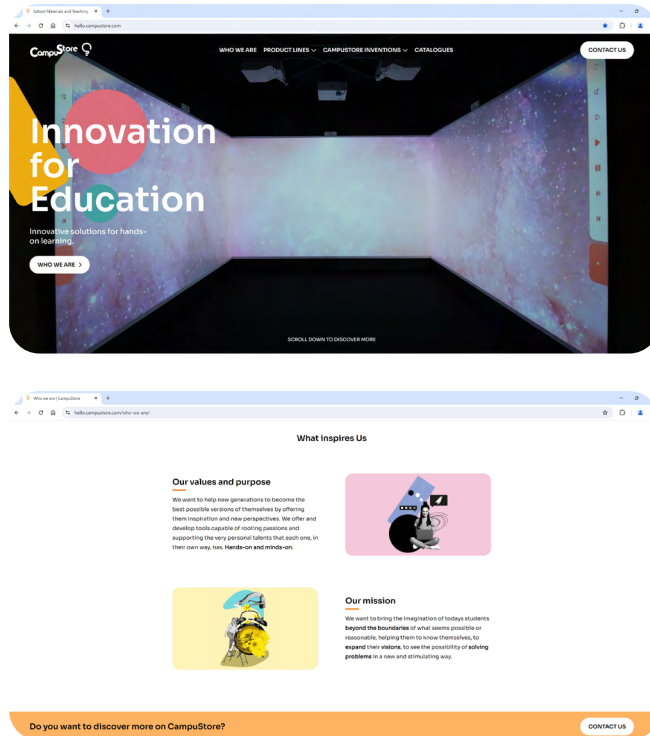 School Materials and Teaching
hello.campustore.com
CampuStore
WHO WE ARE PRODUCT LINES CAMPUSTORE INVENTIONS CATALOGUES
CONTACT US
Innovation
for
Education
Innovative solutions for hands-
on learning.
WHO WE ARE >
SCROLL DOWN TO DISCOVER MORE
Who we are | CampuStore
hello.campustore.com/who-we-are/
What inspires Us
Our values and purpose
We want to help new generations to become the
best possible versions of themselves by offering
them inspiration and new perspectives. We offer and
develop tools capable of rooting passions and
supporting the very personal talents that each one, in
their own way, has. Hands-on and minds-on.
Our mission
We want to bring the imagination of todays students
beyond the boundaries of what seems possible or
reasonable, helping them to know themselves, to
expand their visions, to see the possibility of solving
problems in a new and stimulating way.
Do you want to discover more on CampuStore?
CONTACT US